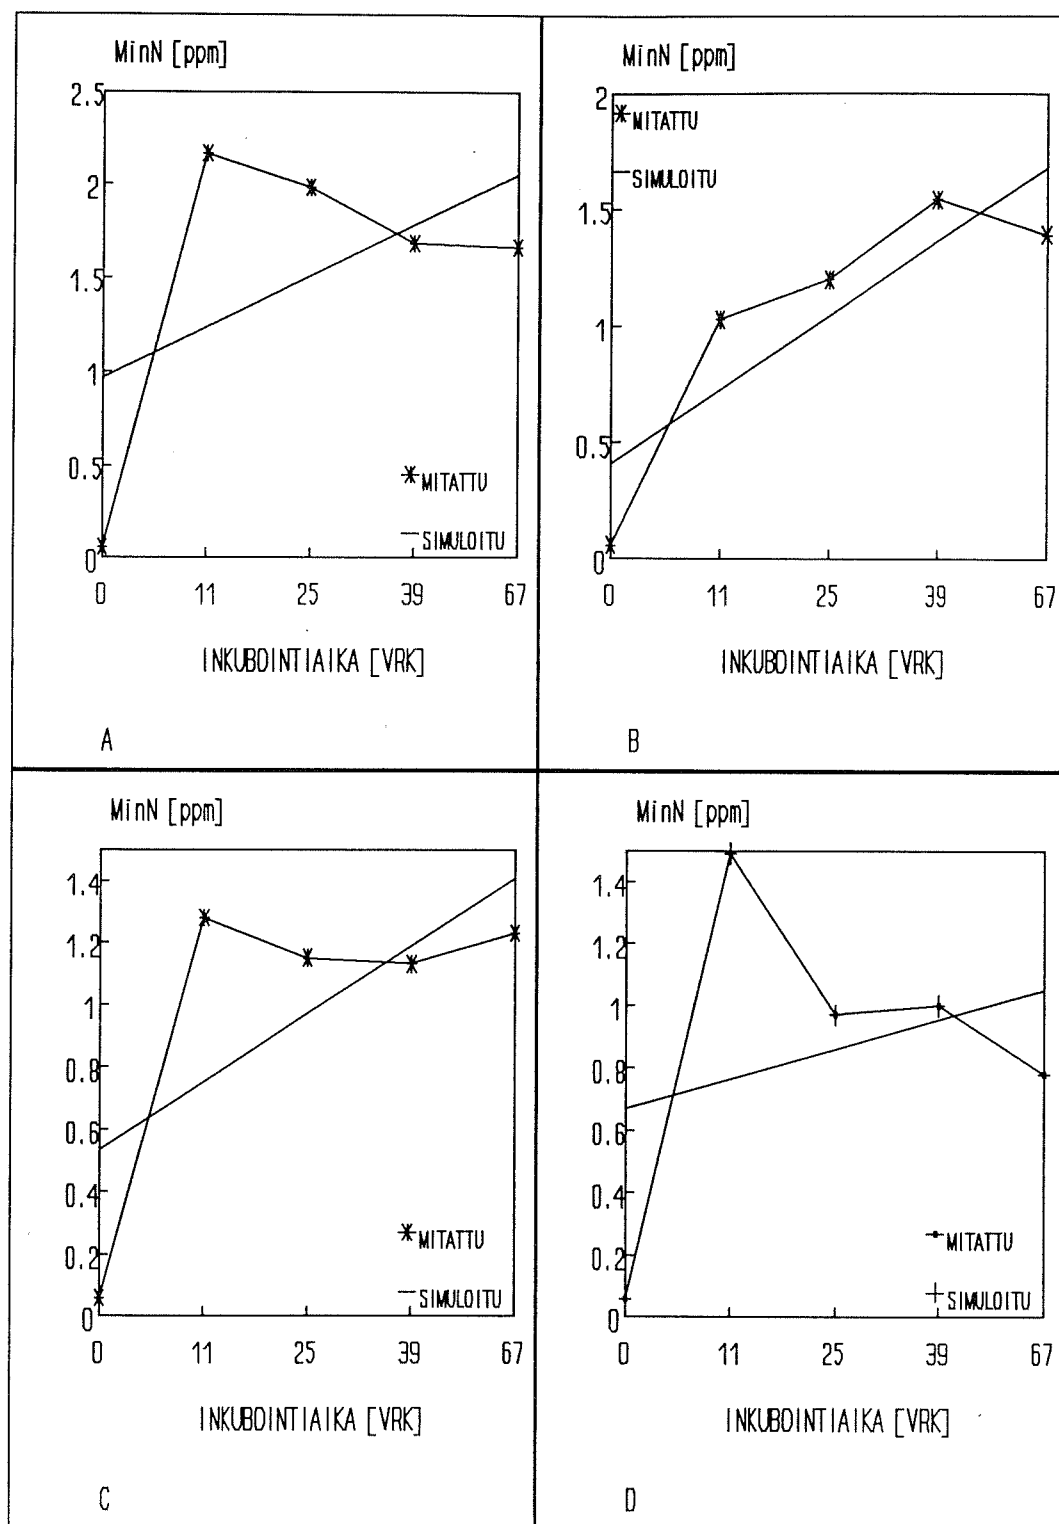 MinN [ppm]
2.5
2
1.5
1
0.5
0
MITATTU
SIMULOITU
0 11 25 39 67
INKUBOINTIAIKA [VRK]
A
MinN [ppm]
2
1.5
1
0.5
0
MITATTU
SIMULOITU
0 11 25 39 67
INKUBOINTIAIKA [VRK]
B
MinN [ppm]
1.4
1.2
1
0.8
0.6
0.4
0.2
0
MITATTU
SIMULOITU
0 11 25 39 67
INKUBOINTIAIKA [VRK]
C
MinN [ppm]
1.4
1.2
1
0.8
0.6
0.4
0.2
0
MITATTU
SIMULOITU
0 11 25 39 67
INKUBOINTIAIKA [VRK]
D